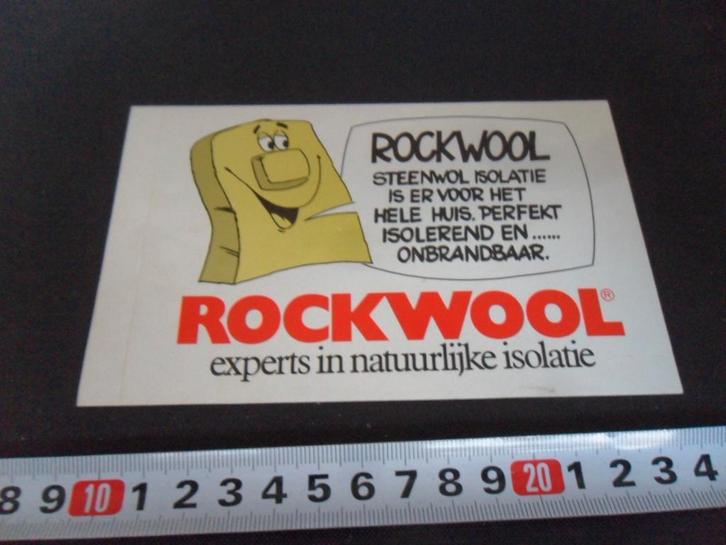 ROCKWOOL
STEENWOL ISOLATIE
IS ER VOOR HET
HELE HUIS. PERFEKT
ISOLEREND EN ......
ONBRANDBAAR.
ROCKWOOL®
experts in natuurlijke isolatie
8 9 10 1 2 3 4 5 6 7 8 9 20 1 2 3 4